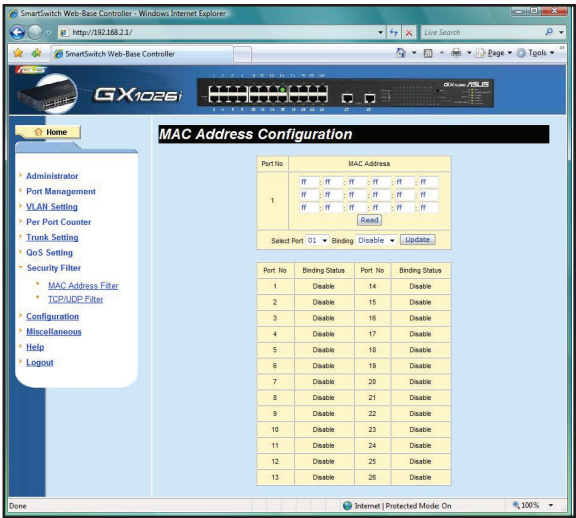 SmartSwitch Web-Base Controller - Windows Internet Explorer
http://192.168.2.1/
Live Search
SmartSwitch Web-Base Controller
Page
Tools
GX1026i
ASUS
Home
MAC Address Configuration
Port No MAC Address
1
ff : ff : ff : ff : ff : ff
ff : ff : ff : ff : ff : ff
ff : ff : ff : ff : ff : ff
Read
Select Port 01 Binding Disable Update
Administrator
Port Management
VLAN Setting
Per Port Counter
Trunk Setting
QoS Setting
Security Filter
MAC Address Filter
TCP/UDP Filter
Configuration
Miscellaneous
Help
Logout
Port No Binding Status Port No Binding Status
1 Disable 14 Disable
2 Disable 15 Disable
3 Disable 16 Disable
4 Disable 17 Disable
5 Disable 18 Disable
6 Disable 19 Disable
7 Disable 20 Disable
8 Disable 21 Disable
9 Disable 22 Disable
10 Disable 23 Disable
11 Disable 24 Disable
12 Disable 25 Disable
13 Disable 26 Disable
Done
Internet | Protected Mode: On
100%